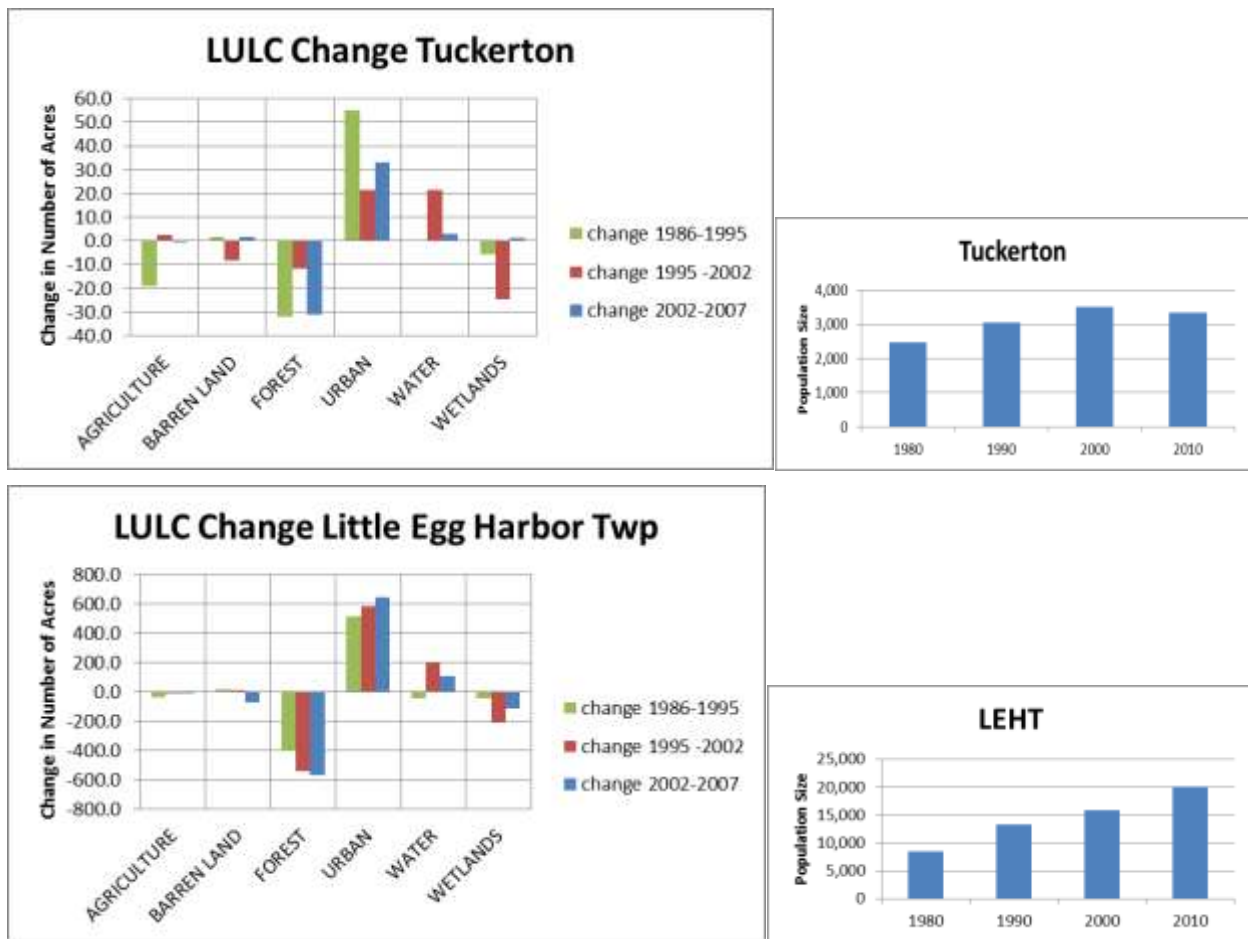 LULC Change Tuckerton
Change in Number of Acres
60.0
50.0
40.0
30.0
20.0
10.0
0.0
-10.0
-20.0
-30.0
-40.0
AGRICULTURE
BARREN LAND
FOREST
URBAN
WATER
WETLANDS
change 1986-1995
change 1995 -2002
change 2002-2007
Tuckerton
Population Size
4,000
3,000
2,000
1,000
0
1980 1990 2000 2010
LULC Change Little Egg Harbor Twp
Change in Number of Acres
800.0
600.0
400.0
200.0
0.0
-200.0
-400.0
-600.0
-800.0
AGRICULTURE
BARREN LAND
FOREST
URBAN
WATER
WETLANDS
change 1986-1995
change 1995 -2002
change 2002-2007
LEHT
Population Size
25,000
20,000
15,000
10,000
5,000
0
1980 1990 2000 2010